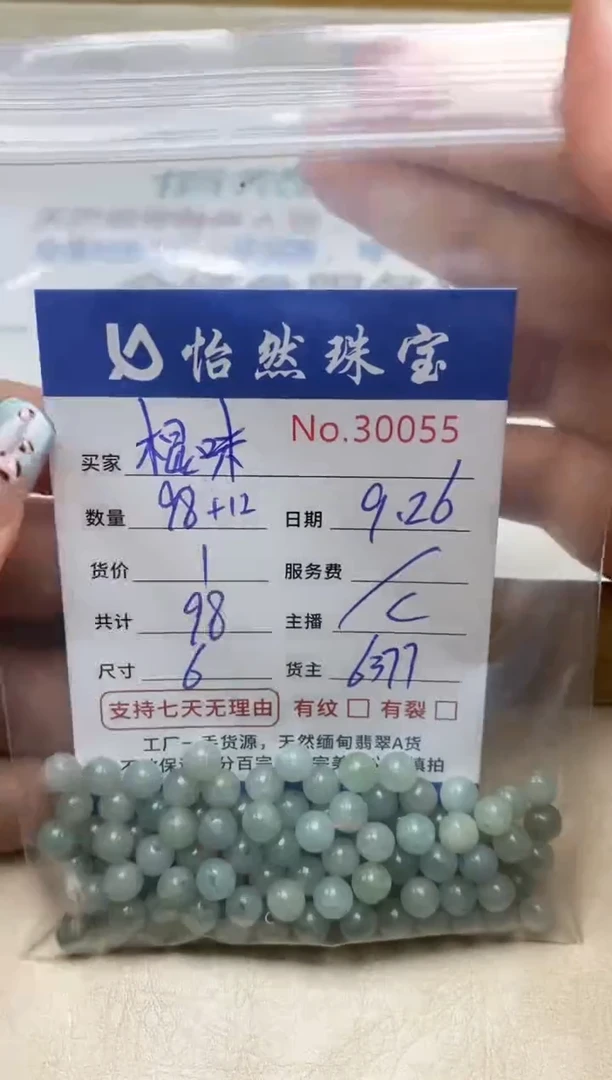 怡然珠宝
No.30055
买家 榅味
数量 98+12 日期 9.26
货价 1 服务费 /
共计 98 主播 C
尺寸 6 货主 6377
支持七天无理由 有纹 □ 有裂 □
工厂一手货源，天然缅甸翡翠A货